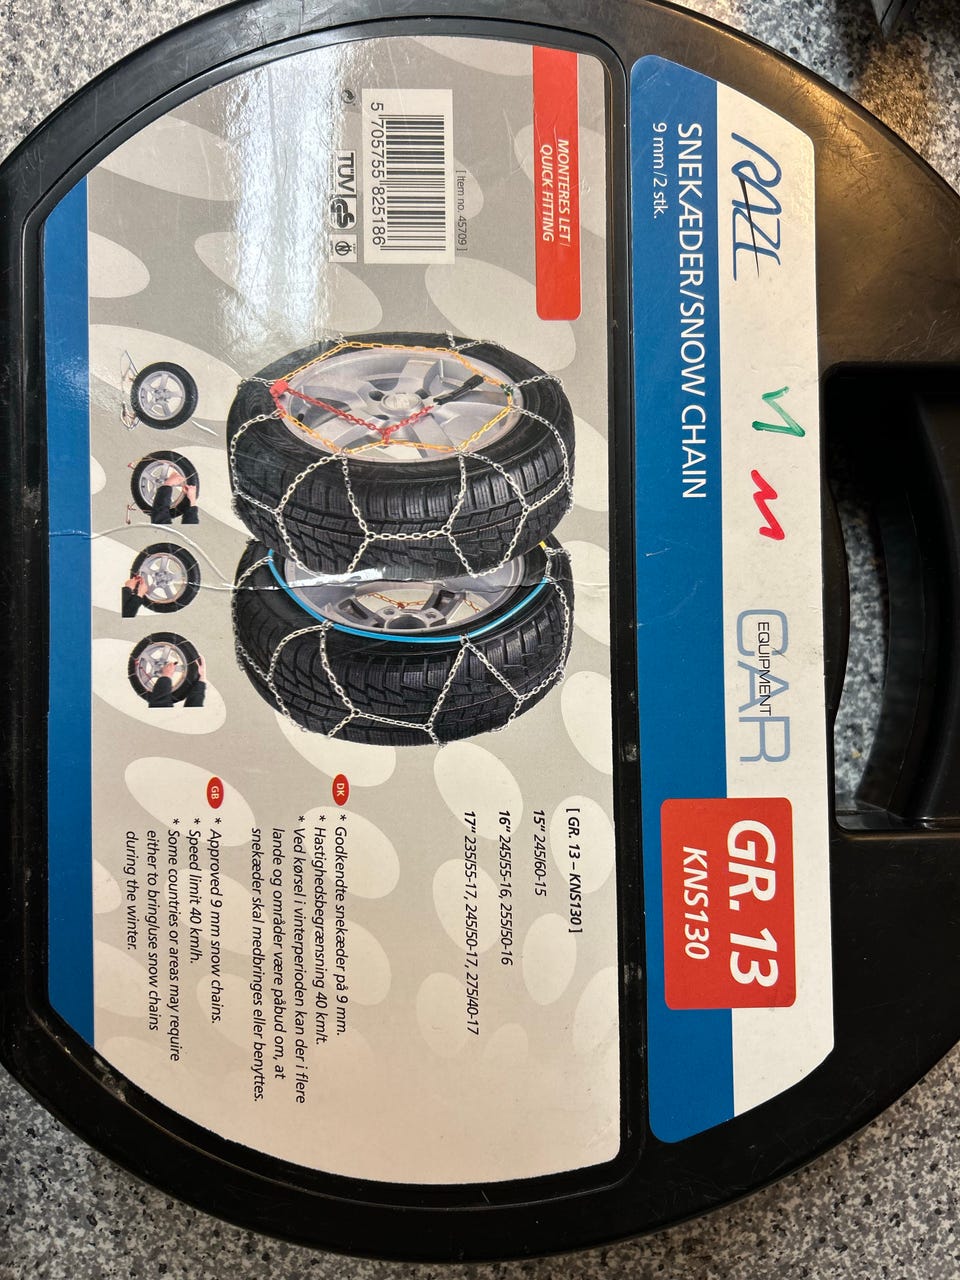 RAZE
SNEKÆDER/SNOW CHAIN
9 mm/2 stk.
CAR
EQUIPMENT
GR. 13
KNS130
MONTERES LET/
QUICK FITTING
[ Item no. 45709 ]
5 705755 825186
TÜV GS
[ GR. 13 – KNS130 ]
15" 245/60-15
16" 245/55-16, 255/50-16
17" 235/55-17, 245/50-17, 275/40-17
DK
* Godkendte snekæder på 9 mm.
* Hastighedsbegrænsning 40 km/t.
* Ved kørsel i vinterperioden kan der i flere
lande og områder være påbud om, at
snekæder skal medbringes eller benyttes.
GB
* Approved 9 mm snow chains.
* Speed limit 40 km/h.
* Some countries or areas may require
either to bring/use snow chains
during the winter.